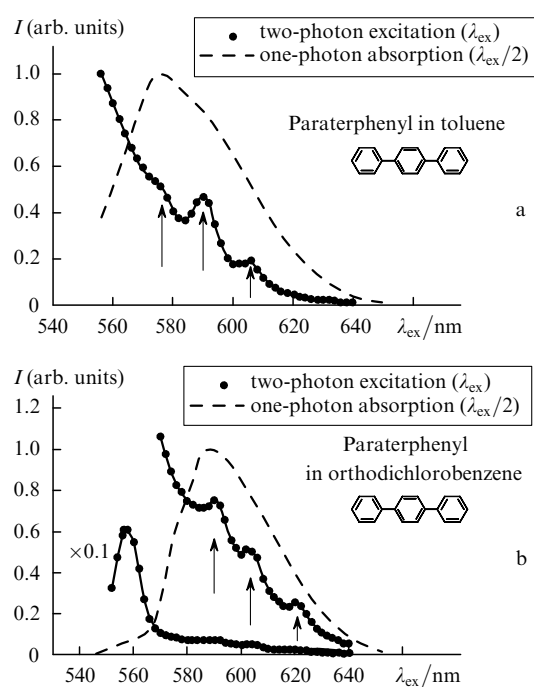 I (arb. units)
two-photon excitation (λex)
one-photon absorption (λex/2)
1.0
Paraterphenyl in toluene
0.8
0.6
a
0.4
0.2
0
540 560 580 600 620 640 λex/nm
I (arb. units)
two-photon excitation (λex)
one-photon absorption (λex/2)
1.2
Paraterphenyl
in orthodichlorobenzene
1.0
0.8
0.6
×0.1
b
0.4
0.2
0
540 560 580 600 620 640 λex/nm